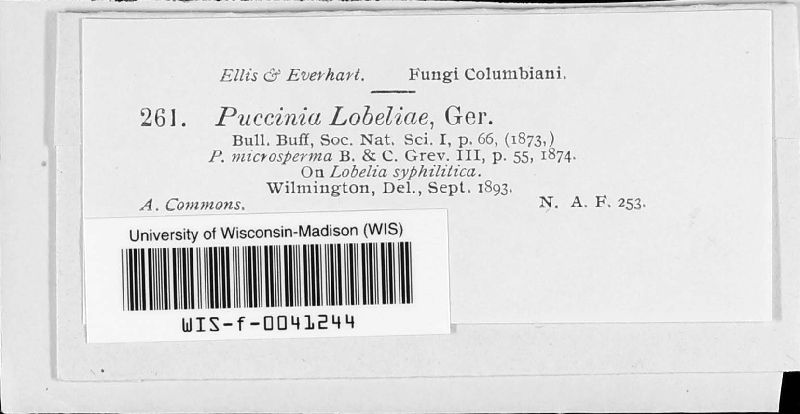 Ellis & Everhart. Fungi Columbiani.
261. Puccinia Lobeliae, Ger.
Bull. Buff, Soc. Nat. Sci. I, p. 66, (1873,)
P. microsperma B. & C. Grev. III, p. 55, 1874.
On Lobelia syphilitica.
Wilmington, Del., Sept. 1893.
A. Commons. N. A. F. 253.
University of Wisconsin-Madison (WIS)
WIS-f-0041244